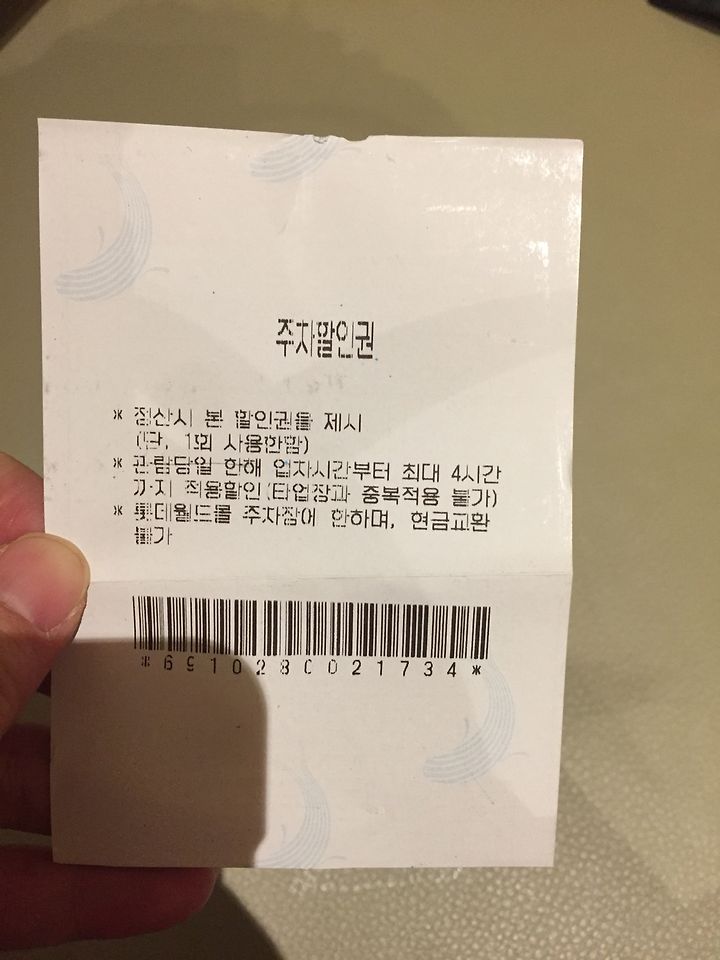 주차할인권
* 정산시 본 할인권을 제시
(단, 1회 사용한함)
* 관람당일 한해 입차시간부터 최대 4시간
까지 적용할인(타업장과 중복적용 불가)
* 롯데월드몰 주차장에 한하며, 현금교환
불가
*6910280021734*